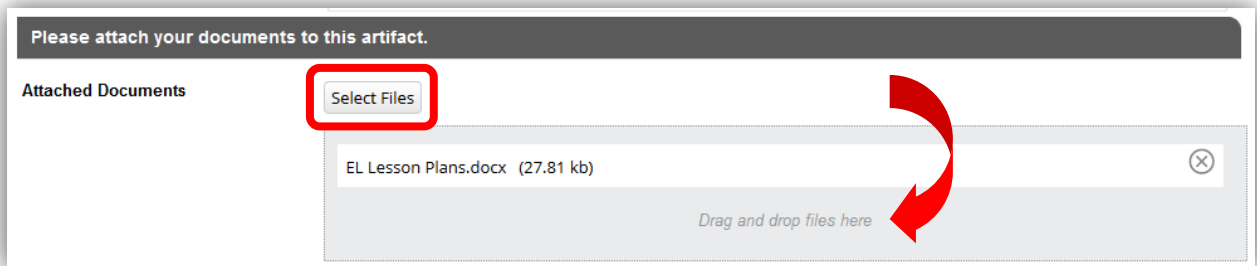 Please attach your documents to this artifact.
Attached Documents
Select Files
EL Lesson Plans.docx (27.81 kb)
Drag and drop files here